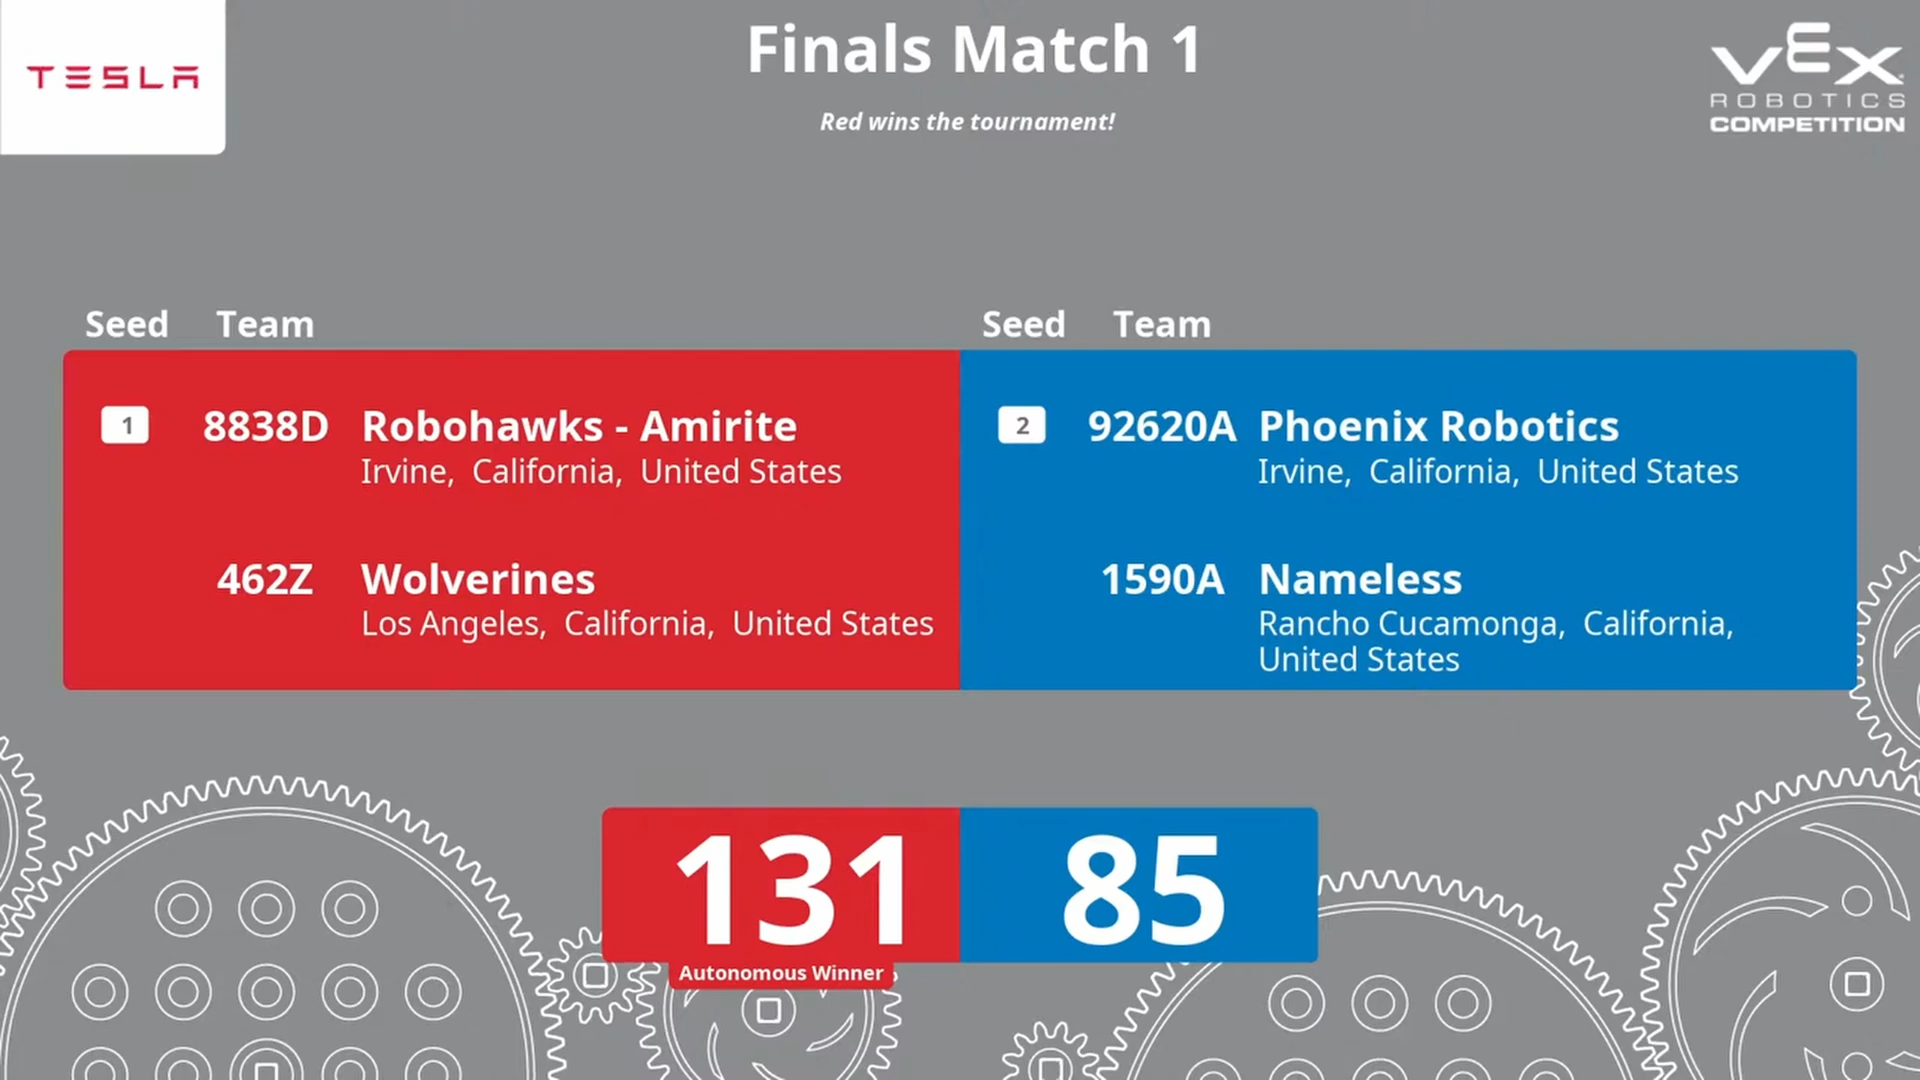 TESLA
Finals Match 1
Red wins the tournament!
VEX
ROBOTICS
COMPETITION
Seed Team
1 8838D Robohawks - Amirite
Irvine, California, United States
462Z Wolverines
Los Angeles, California, United States
Seed Team
2 92620A Phoenix Robotics
Irvine, California, United States
1590A Nameless
Rancho Cucamonga, California,
United States
131 85
Autonomous Winner